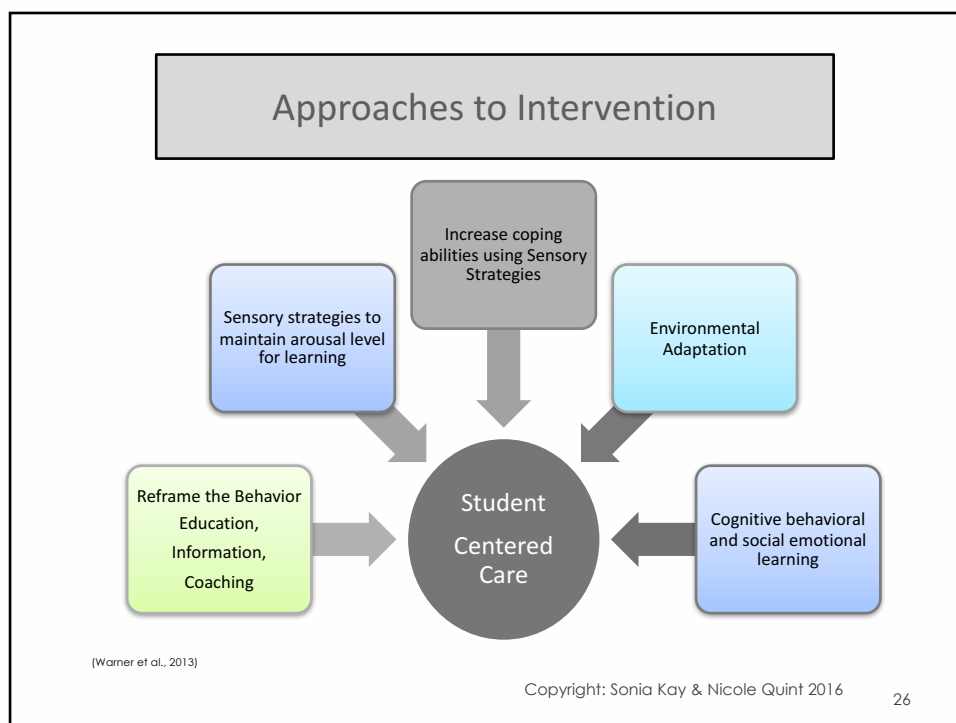 Approaches to Intervention
Increase coping
abilities using Sensory
Strategies
Sensory strategies to
maintain arousal level
for learning
Environmental
Adaptation
Reframe the Behavior
Education,
Information,
Coaching
Student
Centered
Care
Cognitive behavioral
and social emotional
learning
(Warner et al., 2013)
Copyright: Sonia Kay & Nicole Quint 2016
26